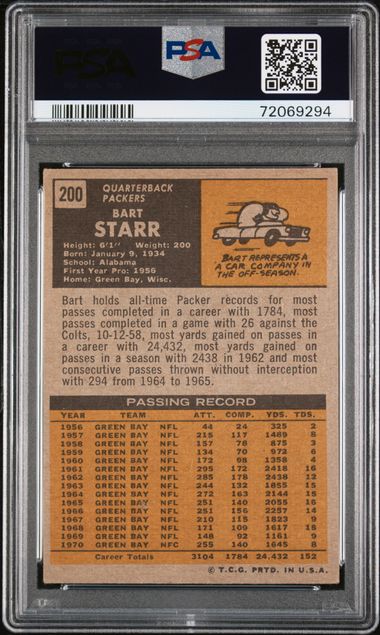 PSA
PSA
72069294
200
QUARTERBACK
PACKERS
BART
STARR
Height: 6'1" Weight: 200
Born: January 9, 1934
School: Alabama
First Year Pro: 1956
Home: Green Bay, Wisc.
BART REPRESENTS A
A CAR COMPANY IN
THE OFF-SEASON.
Bart holds all-time Packer records for most
passes completed in a career with 1784, most
passes completed in a game with 26 against the
Colts, 10-12-58, most yards gained on passes
in a career with 24,432, most yards gained on
passes in a season with 2438 in 1962 and most
consecutive passes thrown without interception
with 294 from 1964 to 1965.
PASSING RECORD
YEAR TEAM ATT. COMP. YDS. TDS.
1956 GREEN BAY NFL 44 24 325 2
1957 GREEN BAY NFL 215 117 1489 8
1958 GREEN BAY NFL 157 78 875 3
1959 GREEN BAY NFL 134 70 972 6
1960 GREEN BAY NFL 172 98 1358 4
1961 GREEN BAY NFL 295 172 2418 16
1962 GREEN BAY NFL 285 178 2438 12
1963 GREEN BAY NFL 244 132 1855 15
1964 GREEN BAY NFL 272 163 2144 15
1965 GREEN BAY NFL 251 140 2055 16
1966 GREEN BAY NFL 251 156 2257 14
1967 GREEN BAY NFL 210 115 1823 9
1968 GREEN BAY NFL 171 109 1617 15
1969 GREEN BAY NFL 148 92 1161 9
1970 GREEN BAY NFC 255 140 1645 8
Career Totals 3104 1784 24,432 152
© T.C.G. PRTD. IN U.S.A.